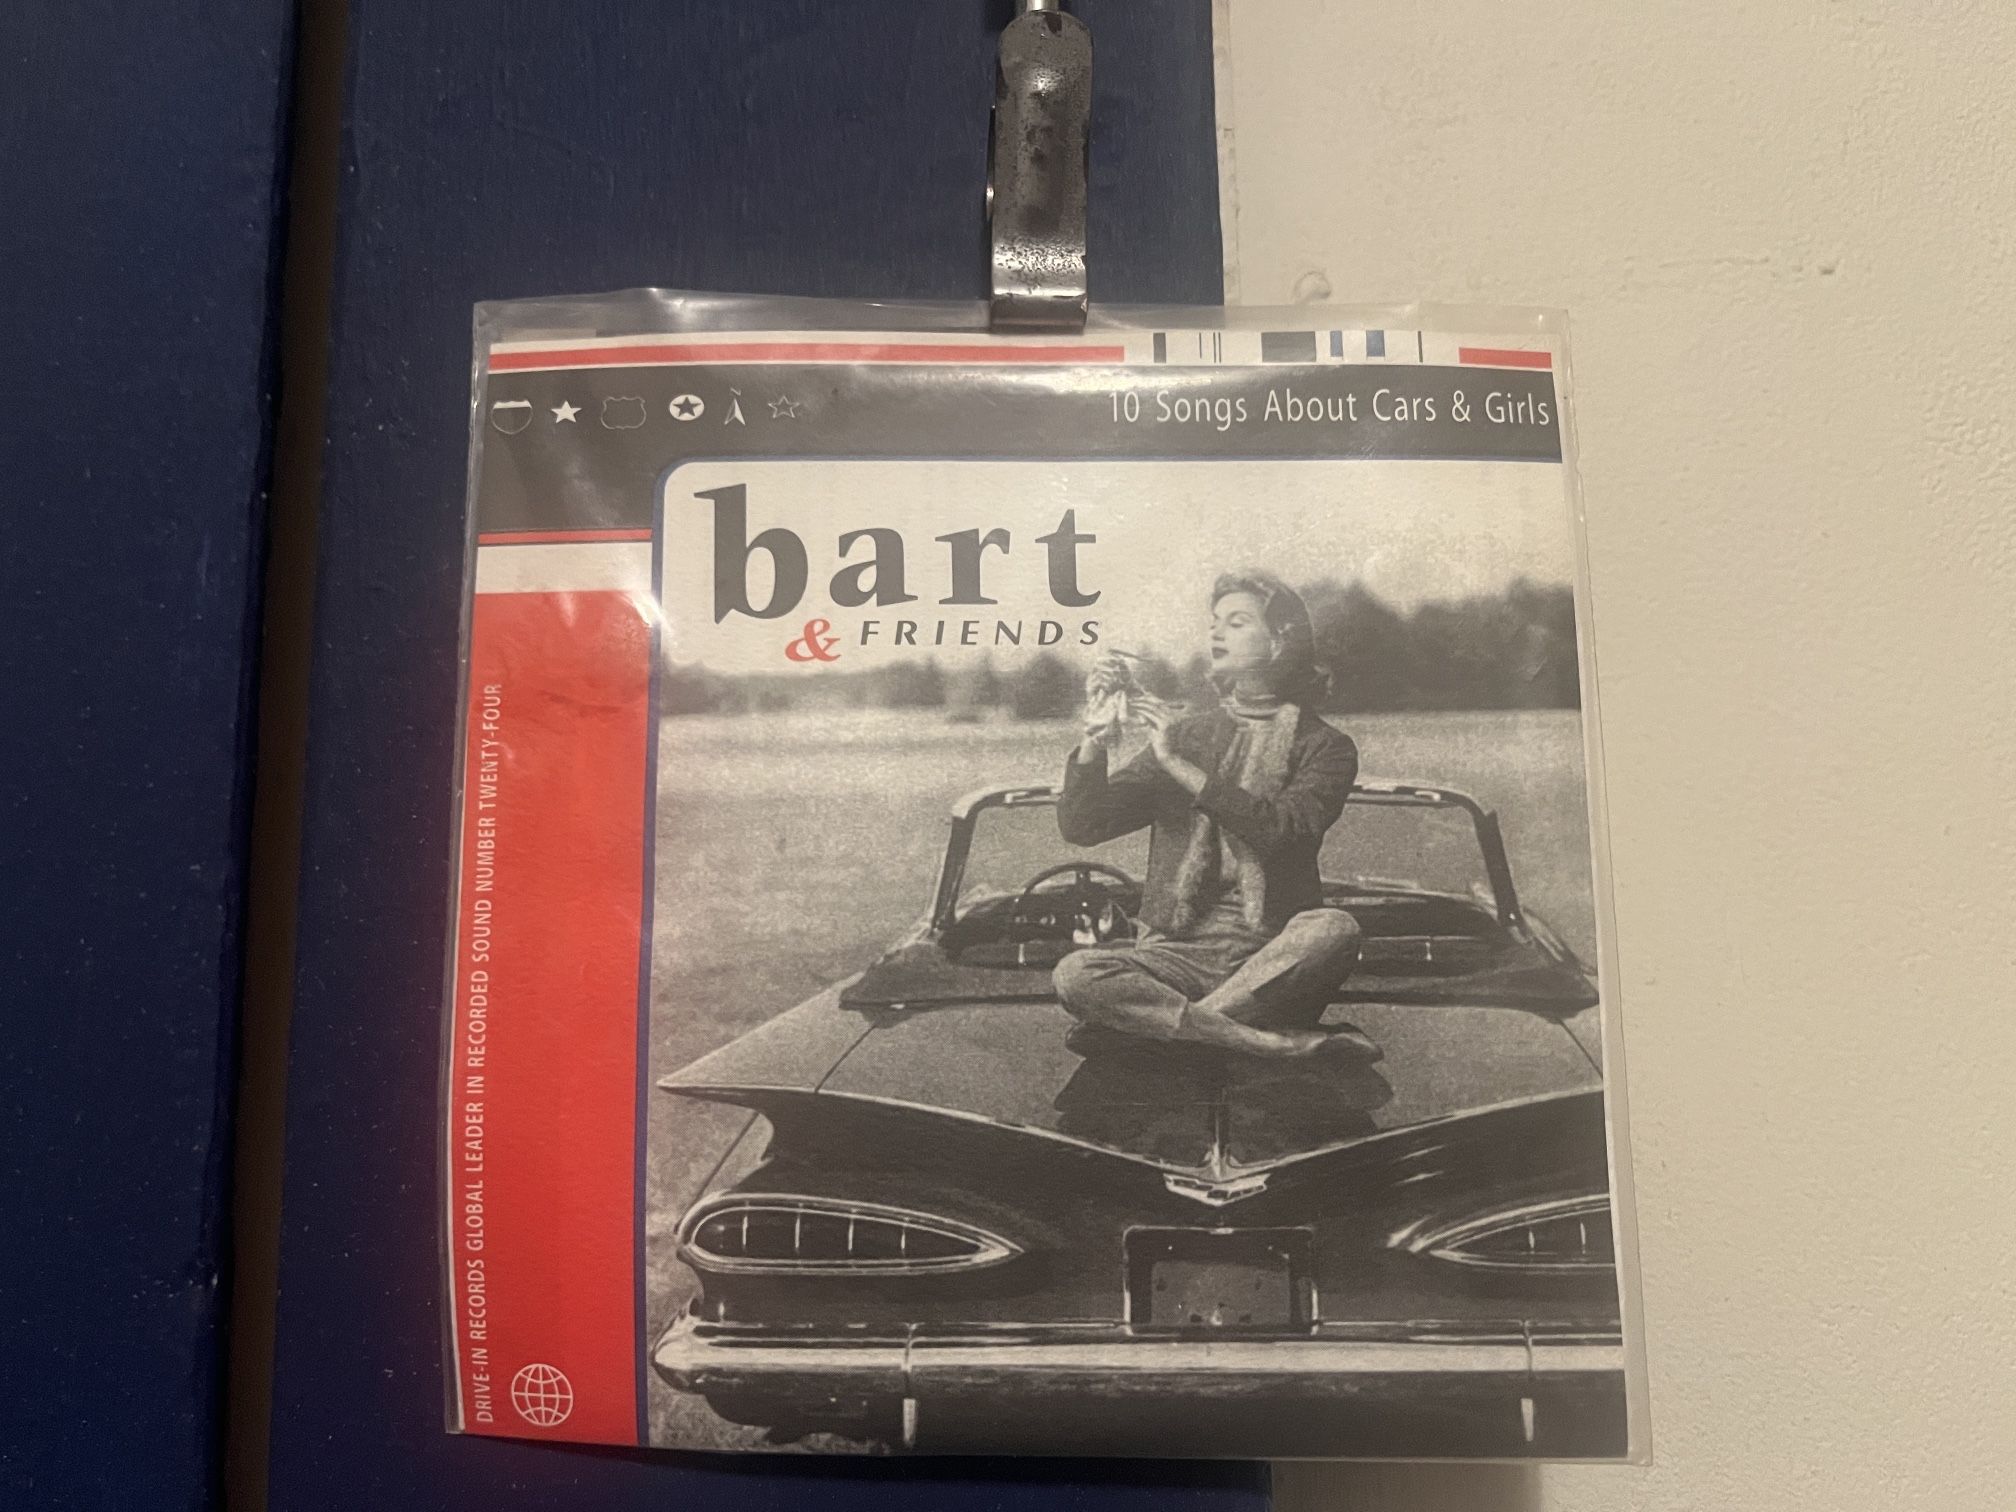 10 Songs About Cars & Girls
bart
& FRIENDS
DRIVE-IN RECORDS GLOBAL LEADER IN RECORDED SOUND NUMBER TWENTY-FOUR